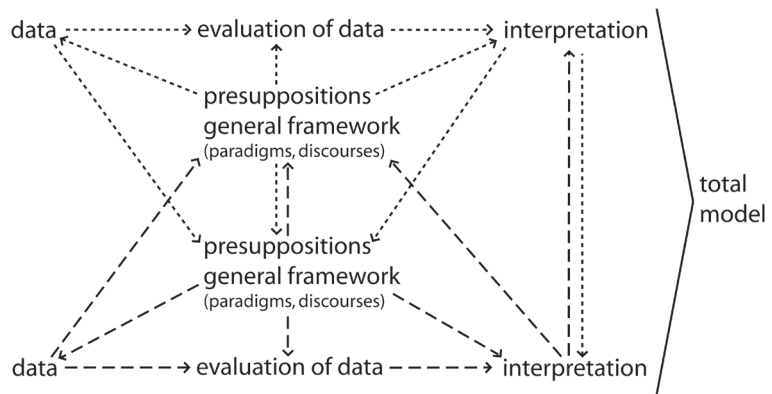 data evaluation of data interpretation
presuppositions
general framework
(paradigms, discourses)
total
model
presuppositions
general framework
(paradigms, discourses)
data evaluation of data interpretation